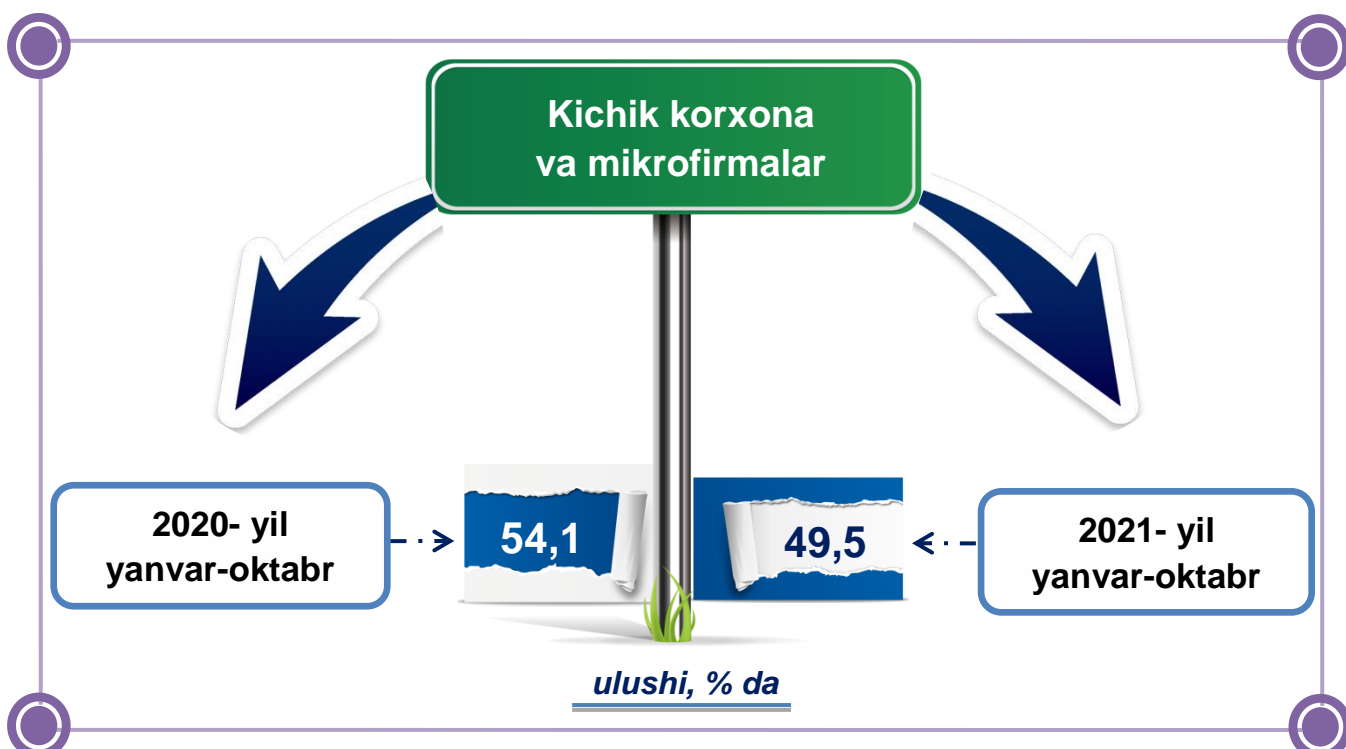 Kichik korxona
va mikrofirmalar
2020- yil
yanvar-oktabr
54,1
49,5
2021- yil
yanvar-oktabr
ulushi, % da